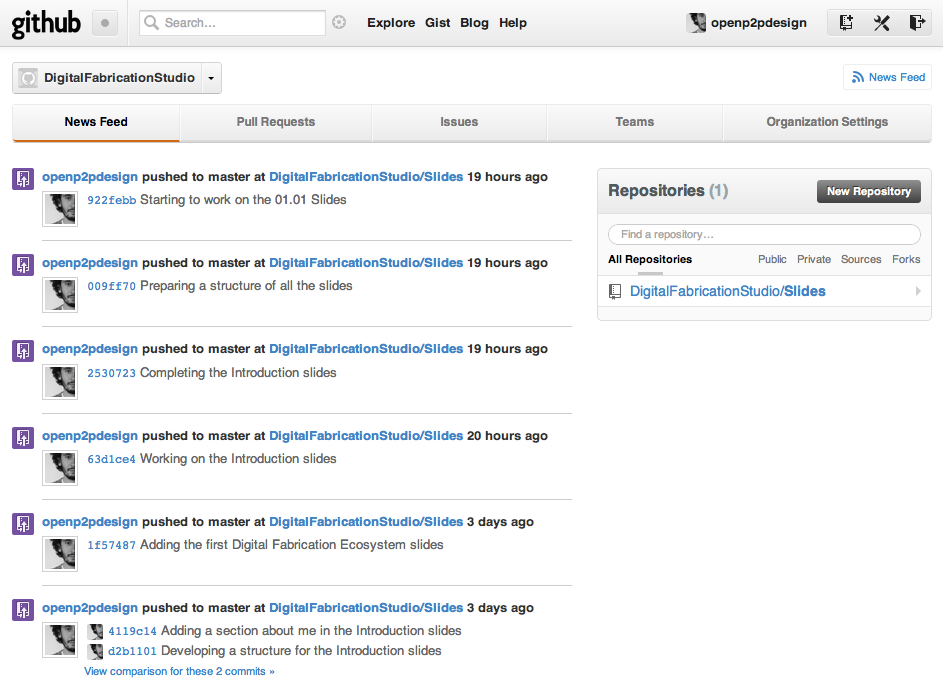 github
Search...
Explore Gist Blog Help
openp2pdesign
DigitalFabricationStudio
News Feed
News Feed
Pull Requests
Issues
Teams
Organization Settings
openp2pdesign pushed to master at DigitalFabricationStudio/Slides 19 hours ago
922febb Starting to work on the 01.01 Slides
openp2pdesign pushed to master at DigitalFabricationStudio/Slides 19 hours ago
009ff70 Preparing a structure of all the slides
openp2pdesign pushed to master at DigitalFabricationStudio/Slides 19 hours ago
2530723 Completing the Introduction slides
openp2pdesign pushed to master at DigitalFabricationStudio/Slides 20 hours ago
63d1ce4 Working on the Introduction slides
openp2pdesign pushed to master at DigitalFabricationStudio/Slides 3 days ago
1f57487 Adding the first Digital Fabrication Ecosystem slides
openp2pdesign pushed to master at DigitalFabricationStudio/Slides 3 days ago
4119c14 Adding a section about me in the Introduction slides
d2b1101 Developing a structure for the Introduction slides
View comparison for these 2 commits »
Repositories (1)
New Repository
Find a repository...
All Repositories
Public Private Sources Forks
DigitalFabricationStudio/Slides